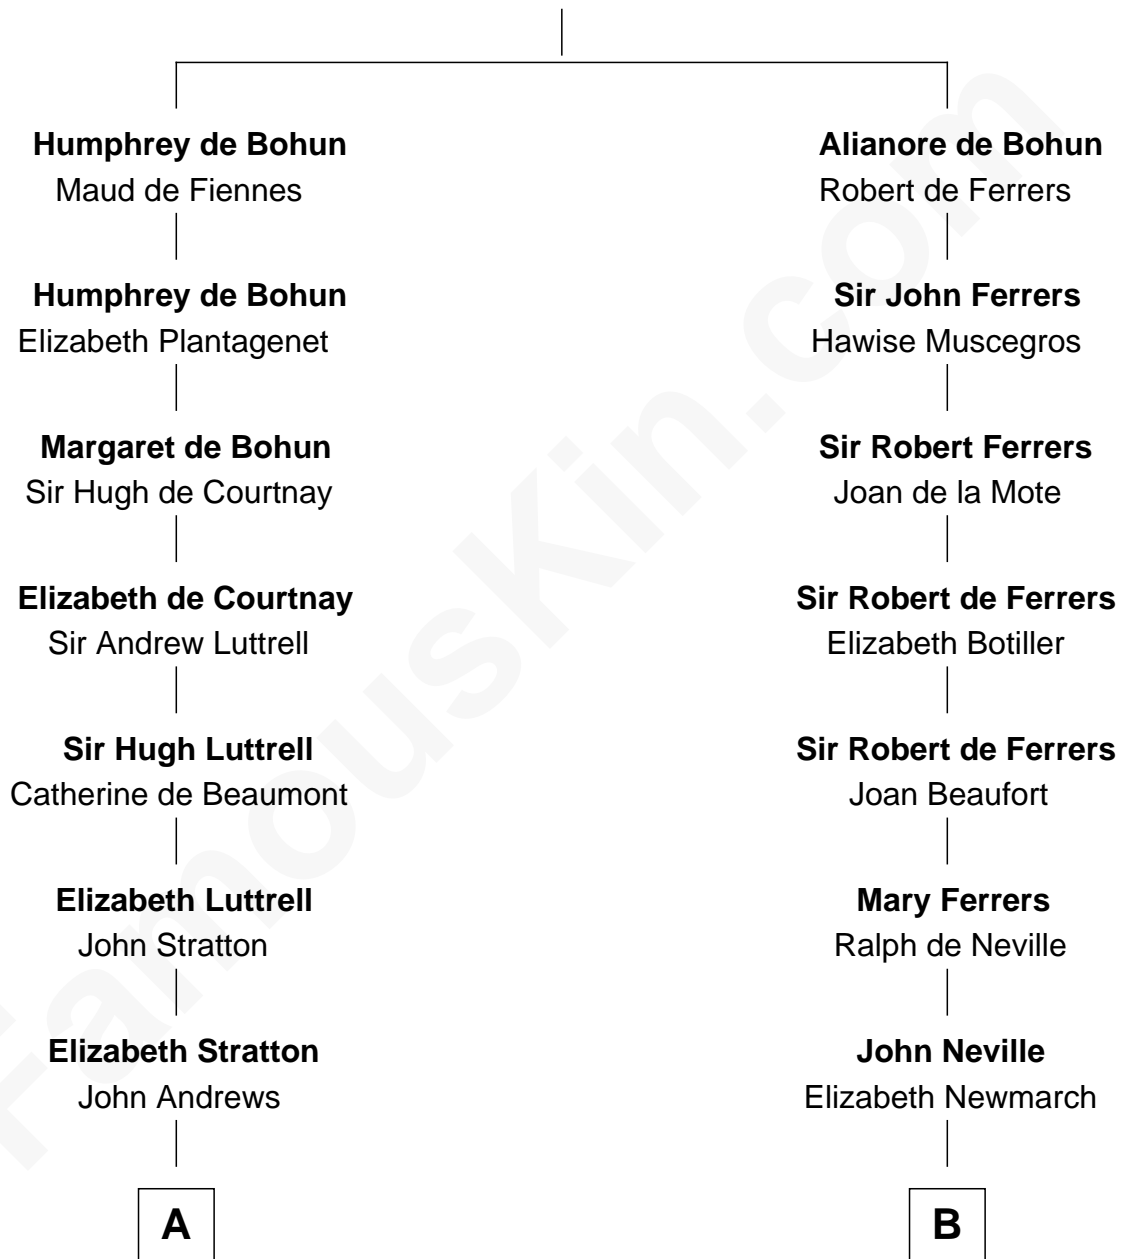 Humphrey de Bohun
Maud de Fiennes
Humphrey de Bohun
Elizabeth Plantagenet
Margaret de Bohun
Sir Hugh de Courtnay
Elizabeth de Courtnay
Sir Andrew Luttrell
Sir Hugh Luttrell
Catherine de Beaumont
Elizabeth Luttrell
John Stratton
Elizabeth Stratton
John Andrews
A
Alianore de Bohun
Robert de Ferrers
Sir John Ferrers
Hawise Muscegros
Sir Robert Ferrers
Joan de la Mote
Sir Robert de Ferrers
Elizabeth Botiller
Sir Robert de Ferrers
Joan Beaufort
Mary Ferrers
Ralph de Neville
John Neville
Elizabeth Newmarch
B
FamousKin.com